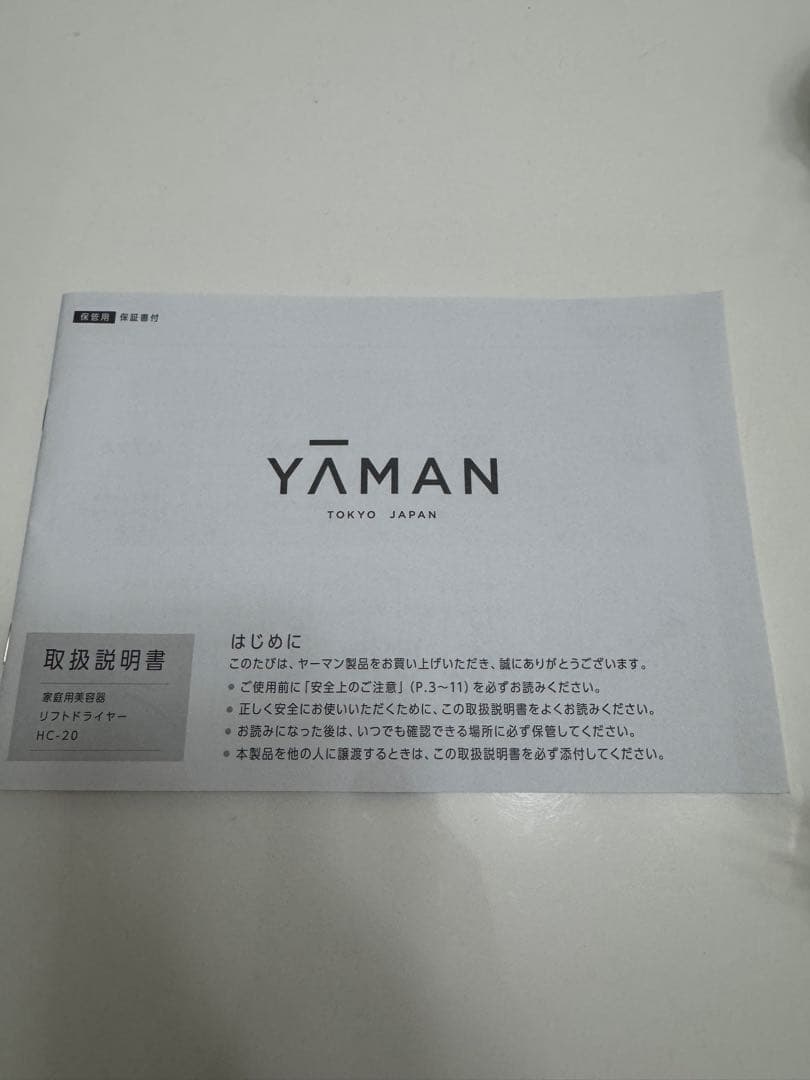 保管用 保証書付
YĀMAN
TOKYO JAPAN
取扱説明書
家庭用美容器
リフトドライヤー
HC-20
はじめに
このたびは、ヤーマン製品をお買い上げいただき、誠にありがとうございます。
● ご使用前に「安全上のご注意」(P.3〜11)を必ずお読みください。
● 正しく安全にお使いいただくために、この取扱説明書をよくお読みください。
● お読みになった後は、いつでも確認できる場所に必ず保管してください。
● 本製品を他の人に譲渡するときは、この取扱説明書を必ず添付してください。